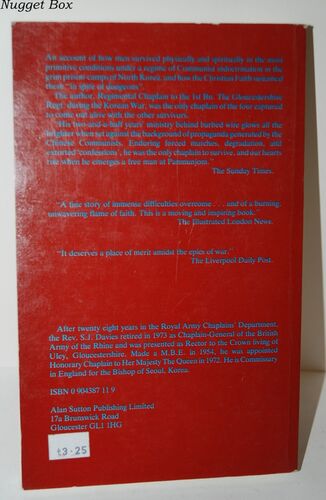 Nugget Box
An account of how men survived physically and spiritually in the most
primitive conditions under a regime of Communist indoctrination in the
grim prison camps of North Korea, and how the Christian Faith sustained
them "in spite of dungeons".
The author, Regimental Chaplain to the 1st Bn. The Gloucestershire
Regt. during the Korean War, was the only chaplain of the four captured
to come out alive with the other survivors.
"His two-and-a-half years' ministry behind barbed wire glows all the
brighter when set against the background of propaganda generated by the
Chinese Communists. Enduring forced marches, degradation, and
extorted 'confessions', he was the only chaplain to survive, and our hearts
rise when he emerges a free man at Panmunjom."
The Sunday Times.
"A fine story of immense difficulties overcome . . . and of a burning,
unwavering flame of faith. This is a moving and inspiring book."
The Illustrated London News.
"It deserves a place of merit amidst the epics of war."
The Liverpool Daily Post.
After twenty eight years in the Royal Army Chaplains' Department,
the Rev. S.J. Davies retired in 1973 as Chaplain-General of the British
Army of the Rhine and was presented as Rector to the Crown living of
Uley, Gloucestershire. Made a M.B.E. in 1954, he was appointed
Honorary Chaplain to Her Majesty The Queen in 1972. He is Commissary
in England for the Bishop of Seoul, Korea.
ISBN 0 904387 11 9
Alan Sutton Publishing Limited
17a Brunswick Road
Gloucester GL1 1HG
£3.25